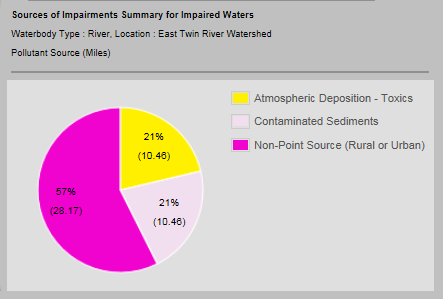 Sources of Impairments Summary for Impaired Waters
Waterbody Type : River, Location : East Twin River Watershed
Pollutant Source (Miles)
Atmospheric Deposition - Toxics
Contaminated Sediments
Non-Point Source (Rural or Urban)
21%
(10.46)
57%
(28.17)
21%
(10.46)